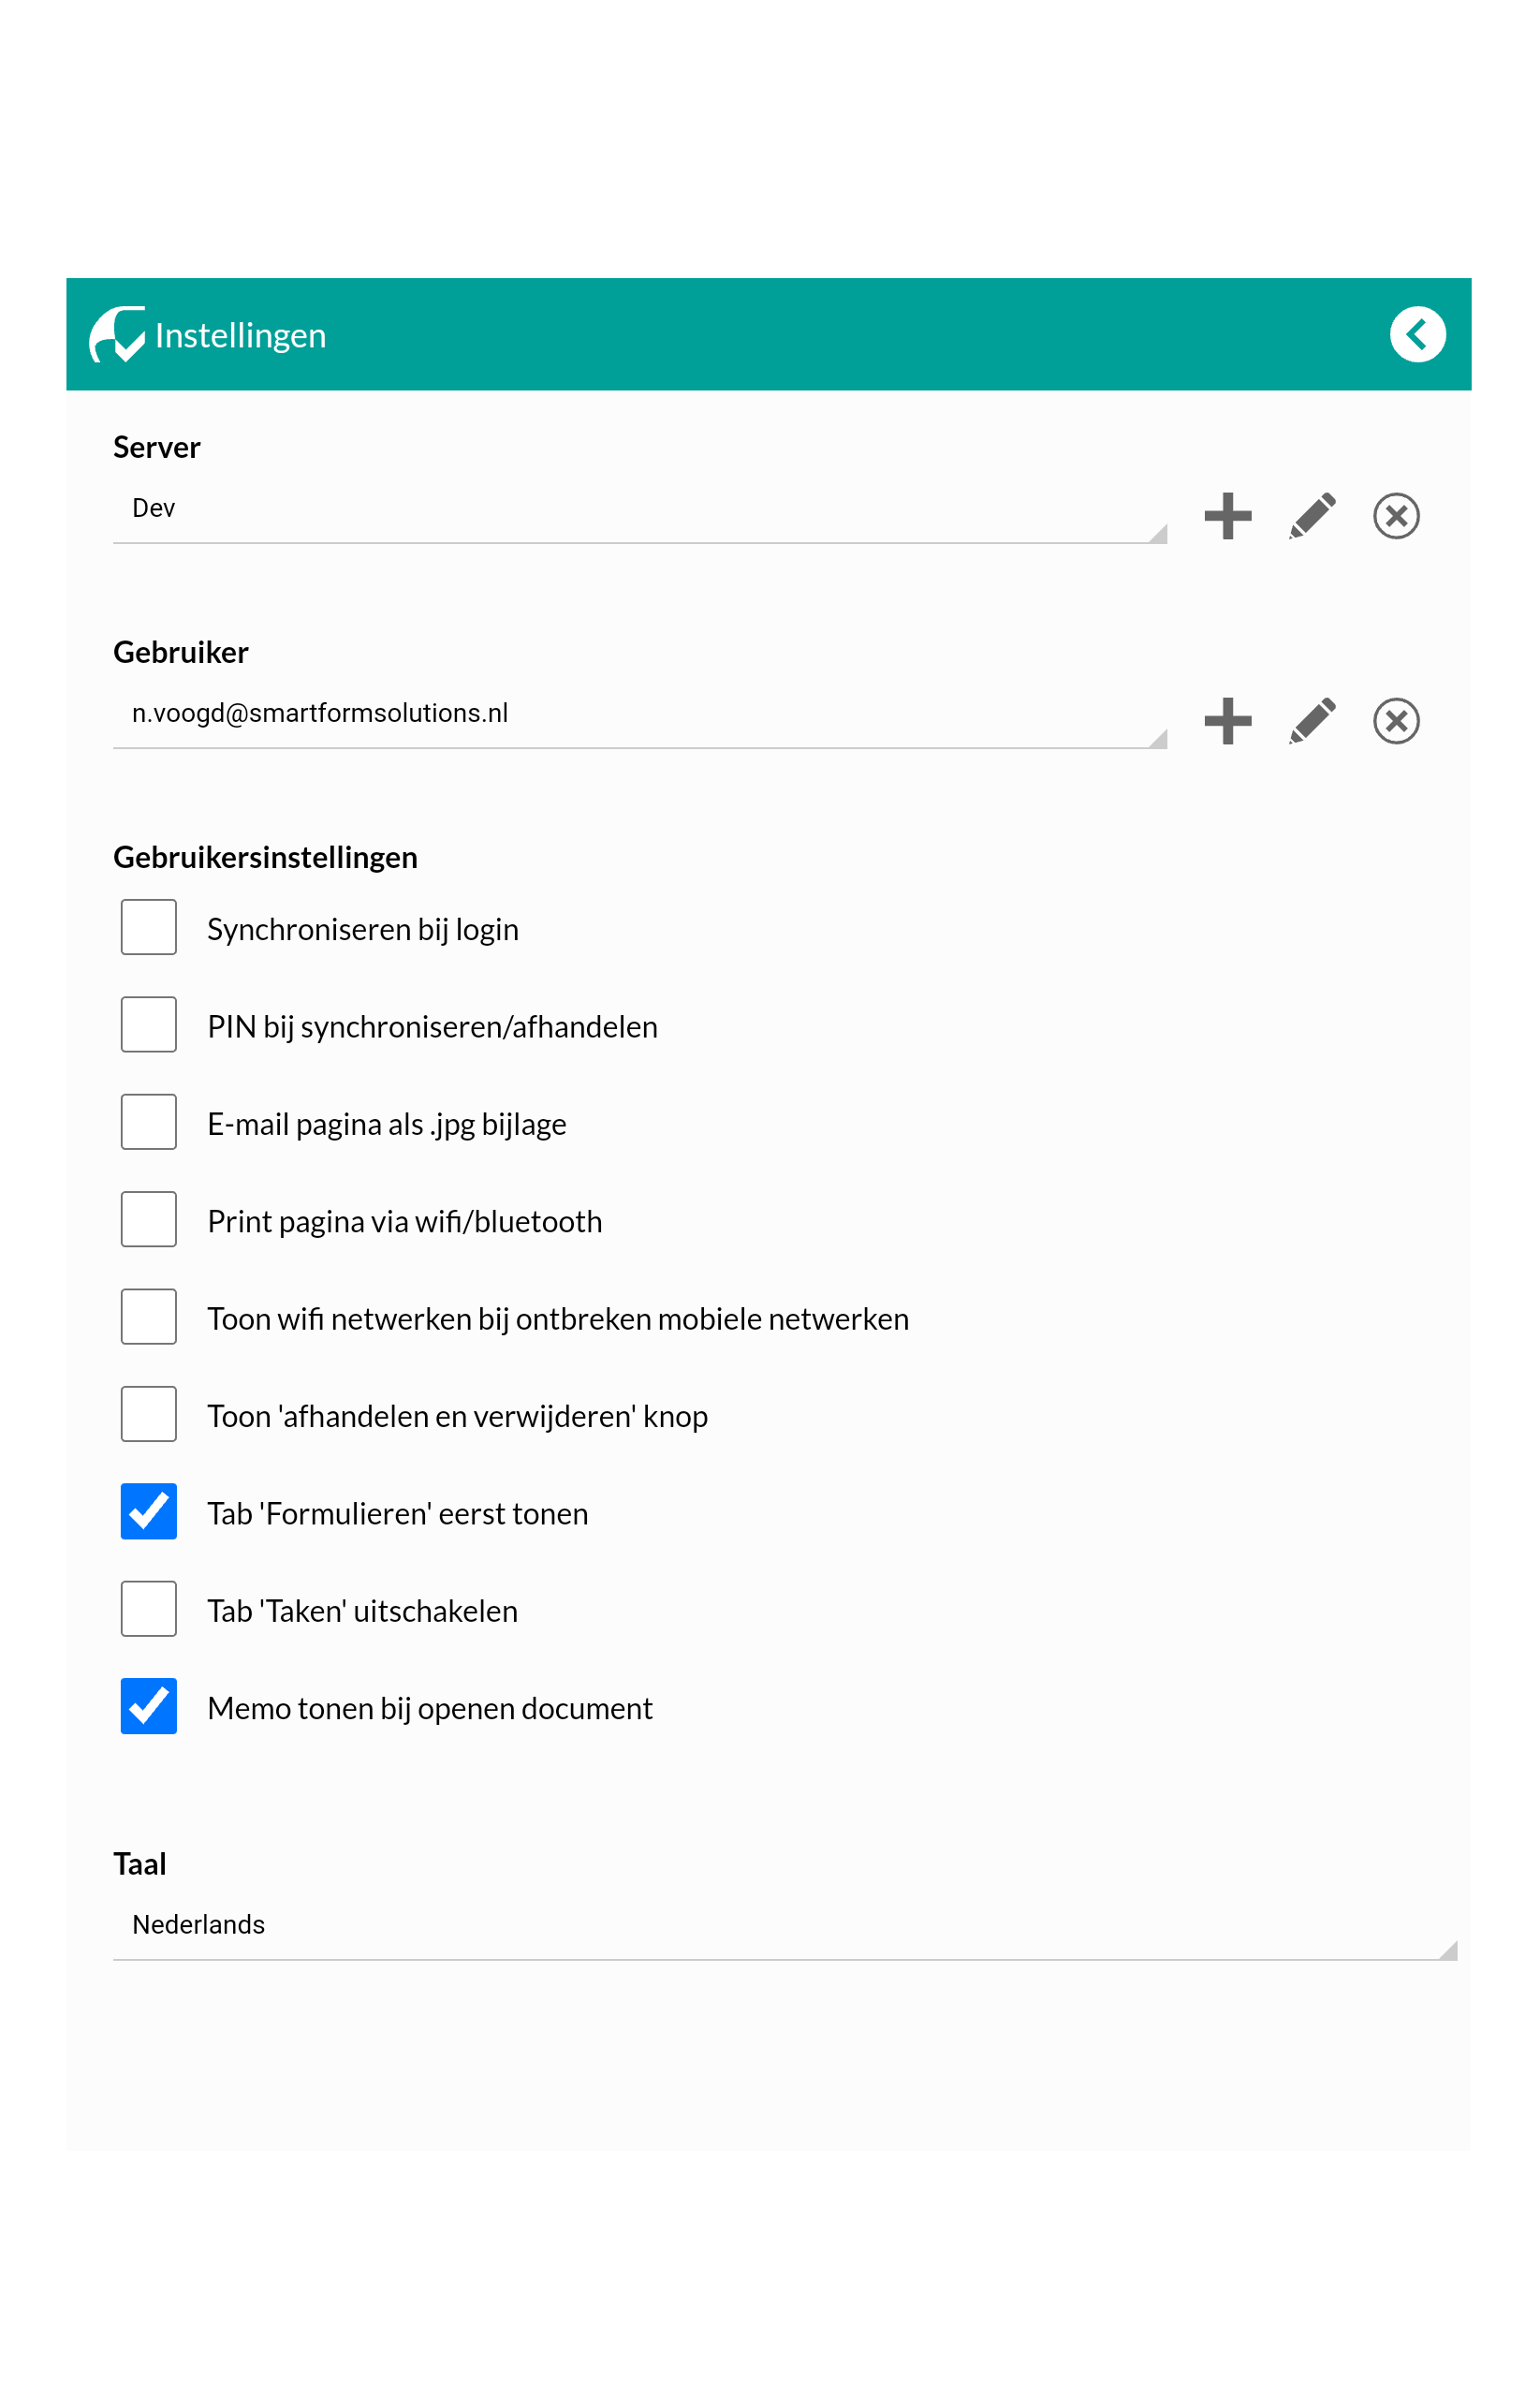 Instellingen
Server
Dev
Gebruiker
n.voogd@smartformsolutions.nl
Gebruikersinstellingen
Synchroniseren bij login
PIN bij synchroniseren/afhandelen
E-mail pagina als .jpg bijlage
Print pagina via wifi/bluetooth
Toon wifi netwerken bij ontbreken mobiele netwerken
Toon 'afhandelen en verwijderen' knop
Tab 'Formulieren' eerst tonen
Tab 'Taken' uitschakelen
Memo tonen bij openen document
Taal
Nederlands